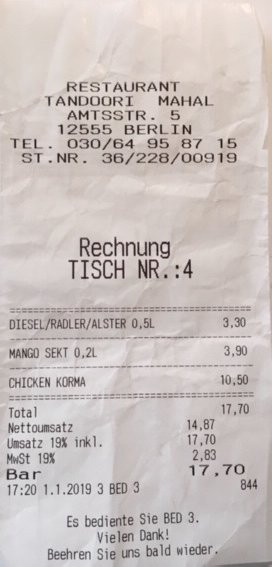 RESTAURANT
TANDOORI MAHAL
AMTSSTR. 5
12555 BERLIN
TEL. 030/64 95 87 15
ST.NR. 36/228/00919
Rechnung
TISCH NR.:4
DIESEL/RADLER/ALSTER 0,5L 3,30
MANGO SEKT 0,2L 3,90
CHICKEN KORMA 10,50
Total 17,70
Nettoumsatz 14,87
Umsatz 19% inkl. 17,70
MwSt 19% 2,83
Bar 17,70
17:20 1.1.2019 3 BED 3 844
Es bediente Sie BED 3.
Vielen Dank!
Beehren Sie uns bald wieder.